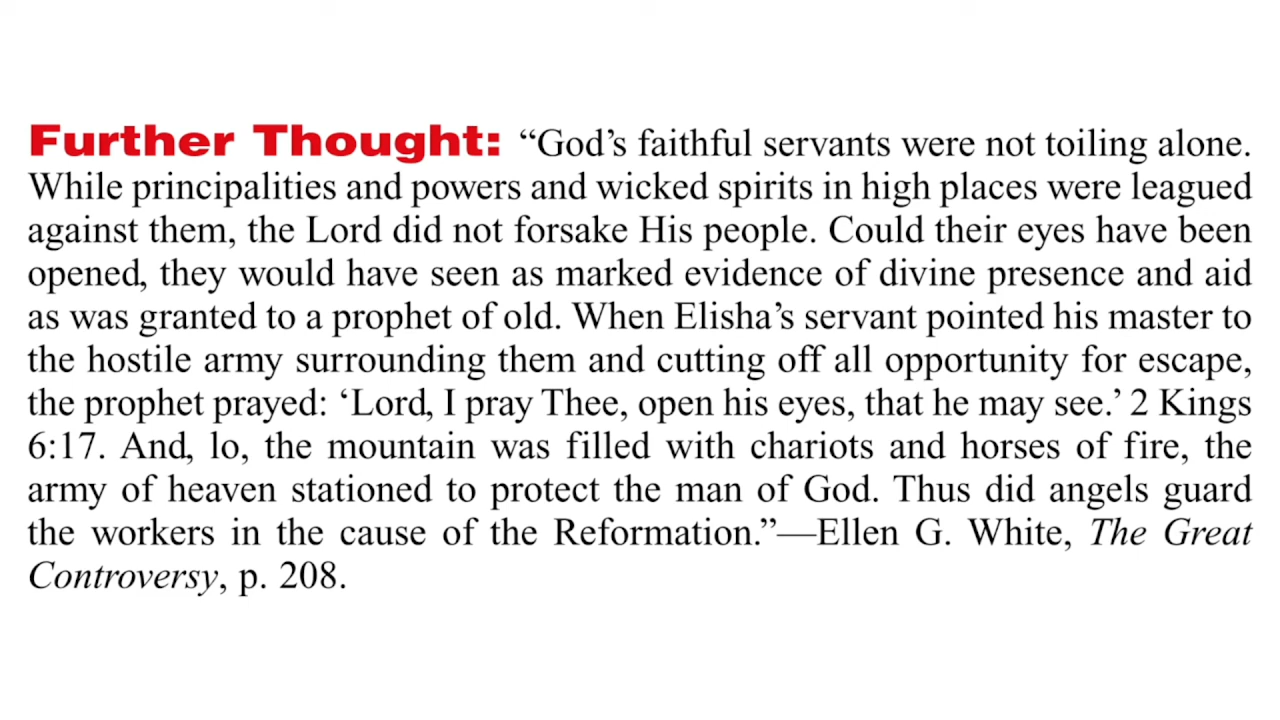 Further Thought: “God’s faithful servants were not toiling alone.
While principalities and powers and wicked spirits in high places were leagued
against them, the Lord did not forsake His people. Could their eyes have been
opened, they would have seen as marked evidence of divine presence and aid
as was granted to a prophet of old. When Elisha’s servant pointed his master to
the hostile army surrounding them and cutting off all opportunity for escape,
the prophet prayed: ‘Lord, I pray Thee, open his eyes, that he may see.’ 2 Kings
6:17. And, lo, the mountain was filled with chariots and horses of fire, the
army of heaven stationed to protect the man of God. Thus did angels guard
the workers in the cause of the Reformation.”—Ellen G. White, The Great
Controversy, p. 208.